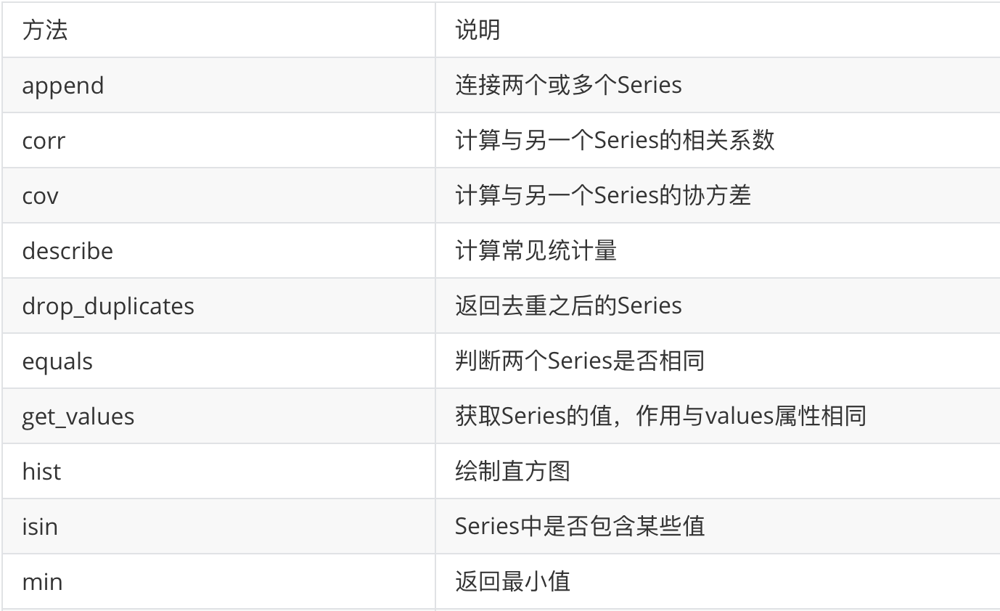 方法 说明
append 连接两个或多个Series
corr 计算与另一个Series的相关系数
cov 计算与另一个Series的协方差
describe 计算常见统计量
drop_duplicates 返回去重之后的Series
equals 判断两个Series是否相同
get_values 获取Series的值，作用与values属性相同
hist 绘制直方图
isin Series中是否包含某些值
min 返回最小值